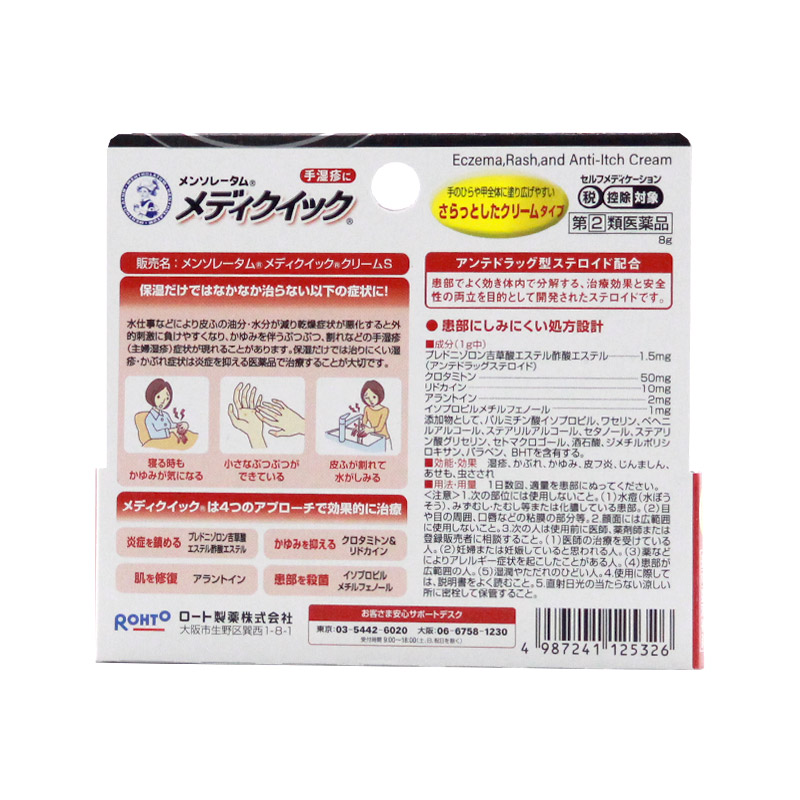 Eczema,Rash,and Anti-Itch Cream
メンソレータム®
手湿疹に
メディクイック®
手のひらや甲全体に塗り広げやすい
さらっとしたクリームタイプ
セルフメディケーション
税 控除 対象
第②類医薬品
8g
販売名:メンソレータム®メディクイック®クリームS
保湿だけではなかなか治らない以下の症状に!
水仕事などにより皮ふの油分・水分が減り乾燥症状が悪化すると外
的刺激に負けやすくなり、かゆみを伴うぶつぶつ、割れなどの手湿疹
(主婦湿疹)症状が現れることがあります。保湿だけでは治りにくい湿
疹・かぶれ症状は炎症を抑える医薬品で治療することが大切です。
寝る時も
かゆみが気になる
小さなぶつぶつが
できている
皮ふが割れて
水がしみる
メディクイックは4つのアプローチで効果的に治療
炎症を鎮める プレドニゾロン吉草酸
エステル酢酸エステル
かゆみを抑える クロタミトン&
リドカイン
肌を修復 アラントイン
患部を殺菌 イソプロピル
メチルフェノール
ROHTO ロート製薬株式会社
大阪市生野区巽西1-8-1
お客さま安心サポートデスク
東京:03-5442-6020 大阪:06-6758-1230
受付時間 9:00~18:00(土、日、祝日を除く)
アンテドラッグ型ステロイド配合
患部でよく効き体内で分解する、治療効果と安全
性の両立を目的として開発されたステロイドです。
● 患部にしみにくい処方設計
■成分(1g中)
プレドニゾロン吉草酸エステル酢酸エステル――1.5mg
(アンテドラッグステロイド)
クロタミトン――50mg
リドカイン――10mg
アラントイン――2mg
イソプロピルメチルフェノール――1mg
添加物として、パルミチン酸イソプロピル、ワセリン、ベヘニ
ルアルコール、ステアリルアルコール、セタノール、ステアリ
ン酸グリセリン、セトマクロゴール、酒石酸、ジメチルポリシ
ロキサン、パラベン、BHTを含有する。
■効能・効果 湿疹、かぶれ、かゆみ、皮フ炎、じんましん、
あせも、虫さされ
■用法・用量 1日数回、適量を患部にぬってください。
<注意>1.次の部位には使用しないこと。(1)水痘(水ぼう
そう)、みずむし・たむし等または化膿している患部。(2)目
や目の周囲、口唇などの粘膜の部分等。2.顔面には広範囲
に使用しないこと。3.次の人は使用前に医師、薬剤師または
登録販売者に相談すること。(1)医師の治療を受けている
人。(2)妊婦または妊娠していると思われる人。(3)薬など
によりアレルギー症状を起こしたことがある人。(4)患部が
広範囲の人。(5)湿潤やただれのひどい人。4.使用に際して
は、説明書をよく読むこと。5.直射日光の当たらない涼しい
所に密栓して保管すること。
4 987241 125326